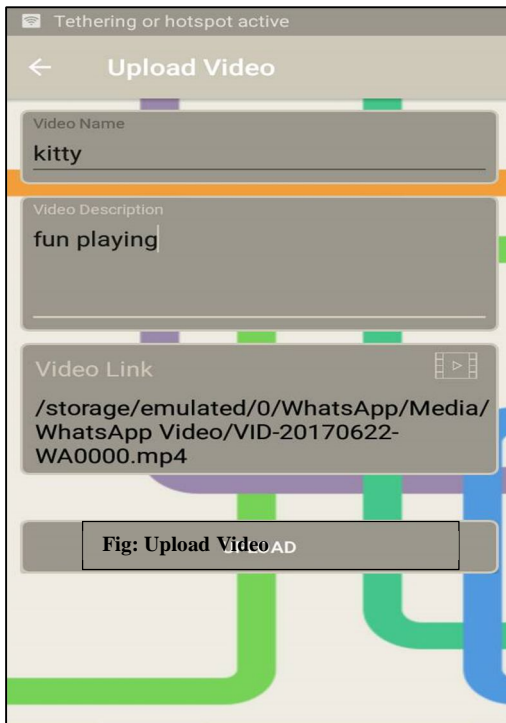 Tethering or hotspot active
Upload Video
Video Name
kitty
Video Description
fun playing
Video Link
/storage/emulated/0/WhatsApp/Media/
WhatsApp Video/VID-20170622-
WA0000.mp4
Fig: Upload Video
UPLOAD